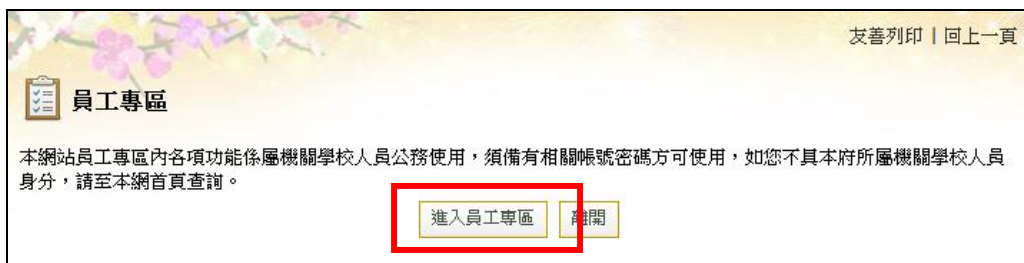 友善列印 | 回上一頁
員工專區
本網站員工專區內各項功能係屬機關學校人員公務使用，須備有相關帳號密碼方可使用，如您不具本府所屬機關學校人員
身分，請至本網首頁查詢。
進入員工專區 離開